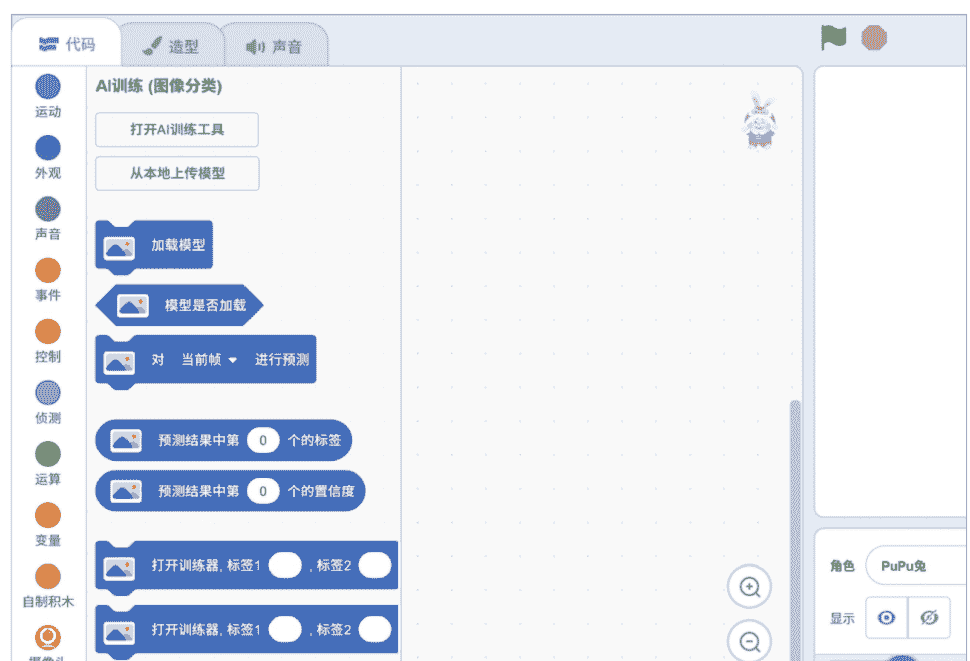 代码
造型
声音
运动
外观
声音
事件
控制
侦测
运算
变量
自制积木
摄像头
AI训练 (图像分类)
打开AI训练工具
从本地上传模型
加载模型
模型是否加载
对 当前帧 进行预测
预测结果中第 0 个的标签
预测结果中第 0 个的置信度
打开训练器, 标签1 , 标签2
打开训练器, 标签1 , 标签2
角色 PuPu兔
显示